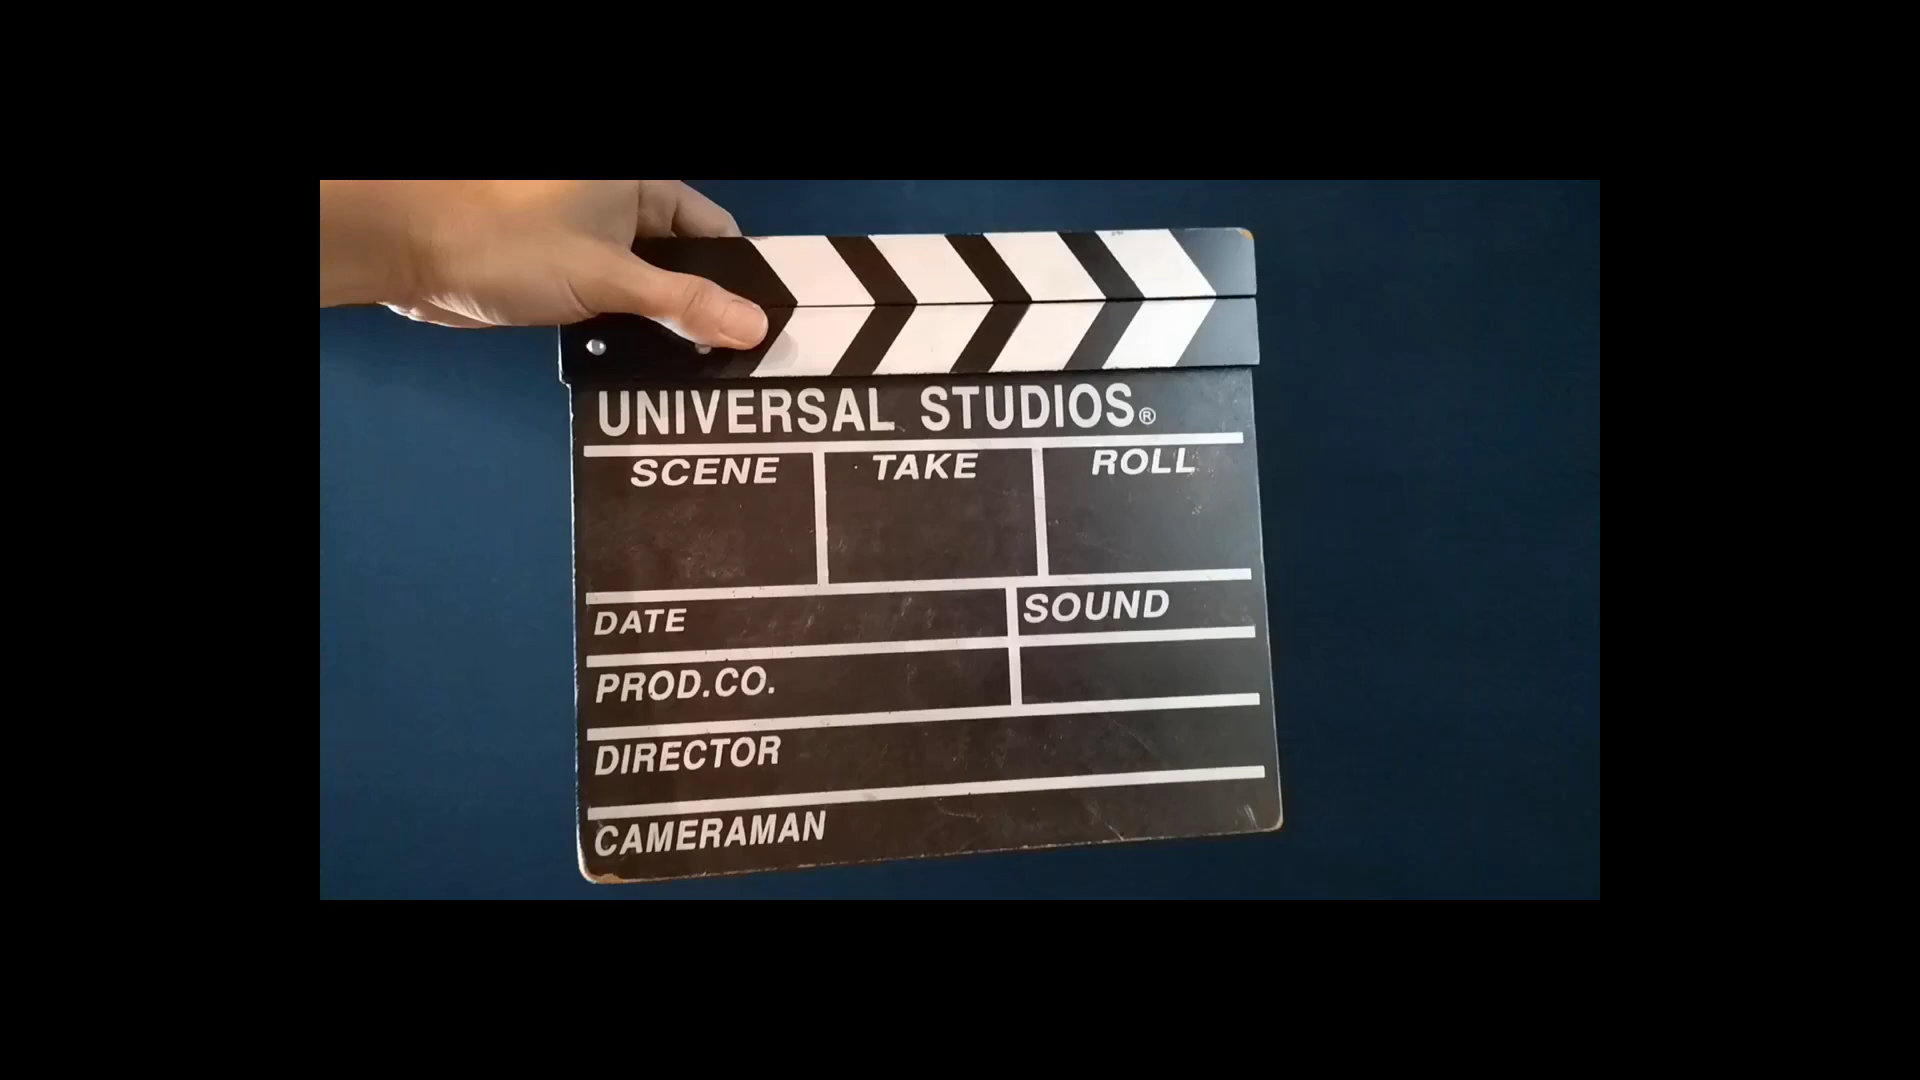 UNIVERSAL STUDIOS®
SCENE TAKE ROLL
DATE SOUND
PROD.CO.
DIRECTOR
CAMERAMAN